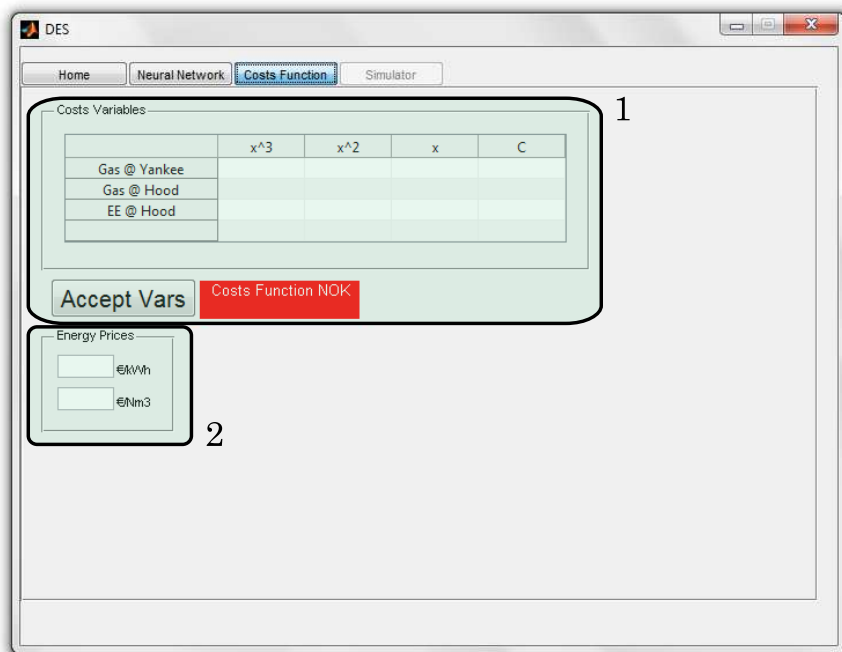 DES
Home Neural Network Costs Function Simulator
1
Costs Variables
x^3 x^2 x C
Gas @ Yankee
Gas @ Hood
EE @ Hood
Accept Vars Costs Function NOK
Energy Prices
€/kWh
€/Nm3
2